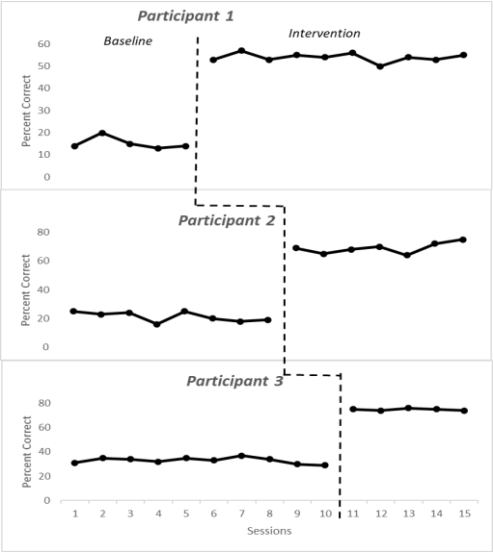 Participant 1
Baseline
Intervention
Percent Correct
60
50
40
30
20
10
0
Participant 2
Percent Correct
80
60
40
20
0
Participant 3
Percent Correct
80
60
40
20
0
1 2 3 4 5 6 7 8 9 10 11 12 13 14 15
Sessions